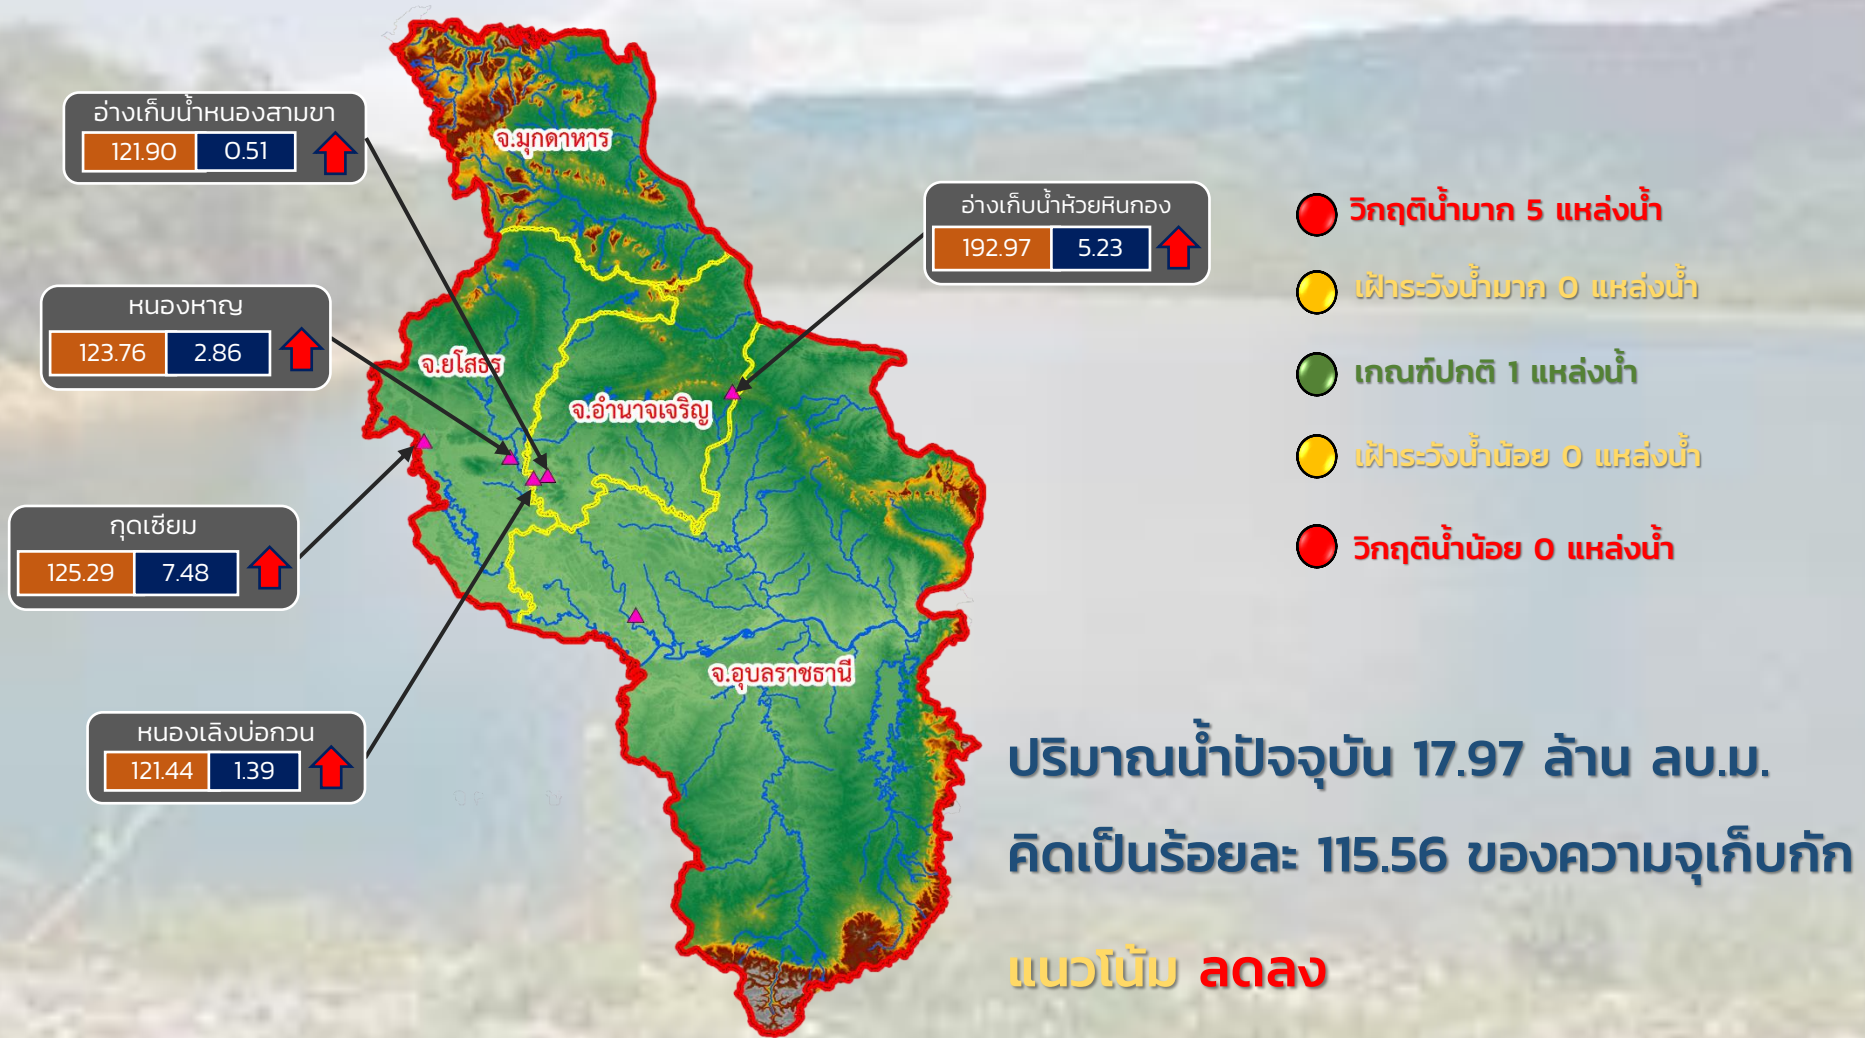 อ่างเก็บน้ำหนองสามขา
121.90 0.51
หนองหาญ
123.76 2.86
กุดเซียม
125.29 7.48
หนองเลิงบ่อกวน
121.44 1.39
อ่างเก็บน้ำห้วยหินกอง
192.97 5.23
จ.มุกดาหาร
จ.ยโสธร
จ.อำนาจเจริญ
จ.อุบลราชธานี
วิกฤติน้ำมาก 5 แหล่งน้ำ
เฝ้าระวังน้ำมาก 0 แหล่งน้ำ
เกณฑ์ปกติ 1 แหล่งน้ำ
เฝ้าระวังน้ำน้อย 0 แหล่งน้ำ
วิกฤติน้ำน้อย 0 แหล่งน้ำ
ปริมาณน้ำปัจจุบัน 17.97 ล้าน ลบ.ม.
คิดเป็นร้อยละ 115.56 ของความจุเก็บกัก
แนวโน้ม ลดลง